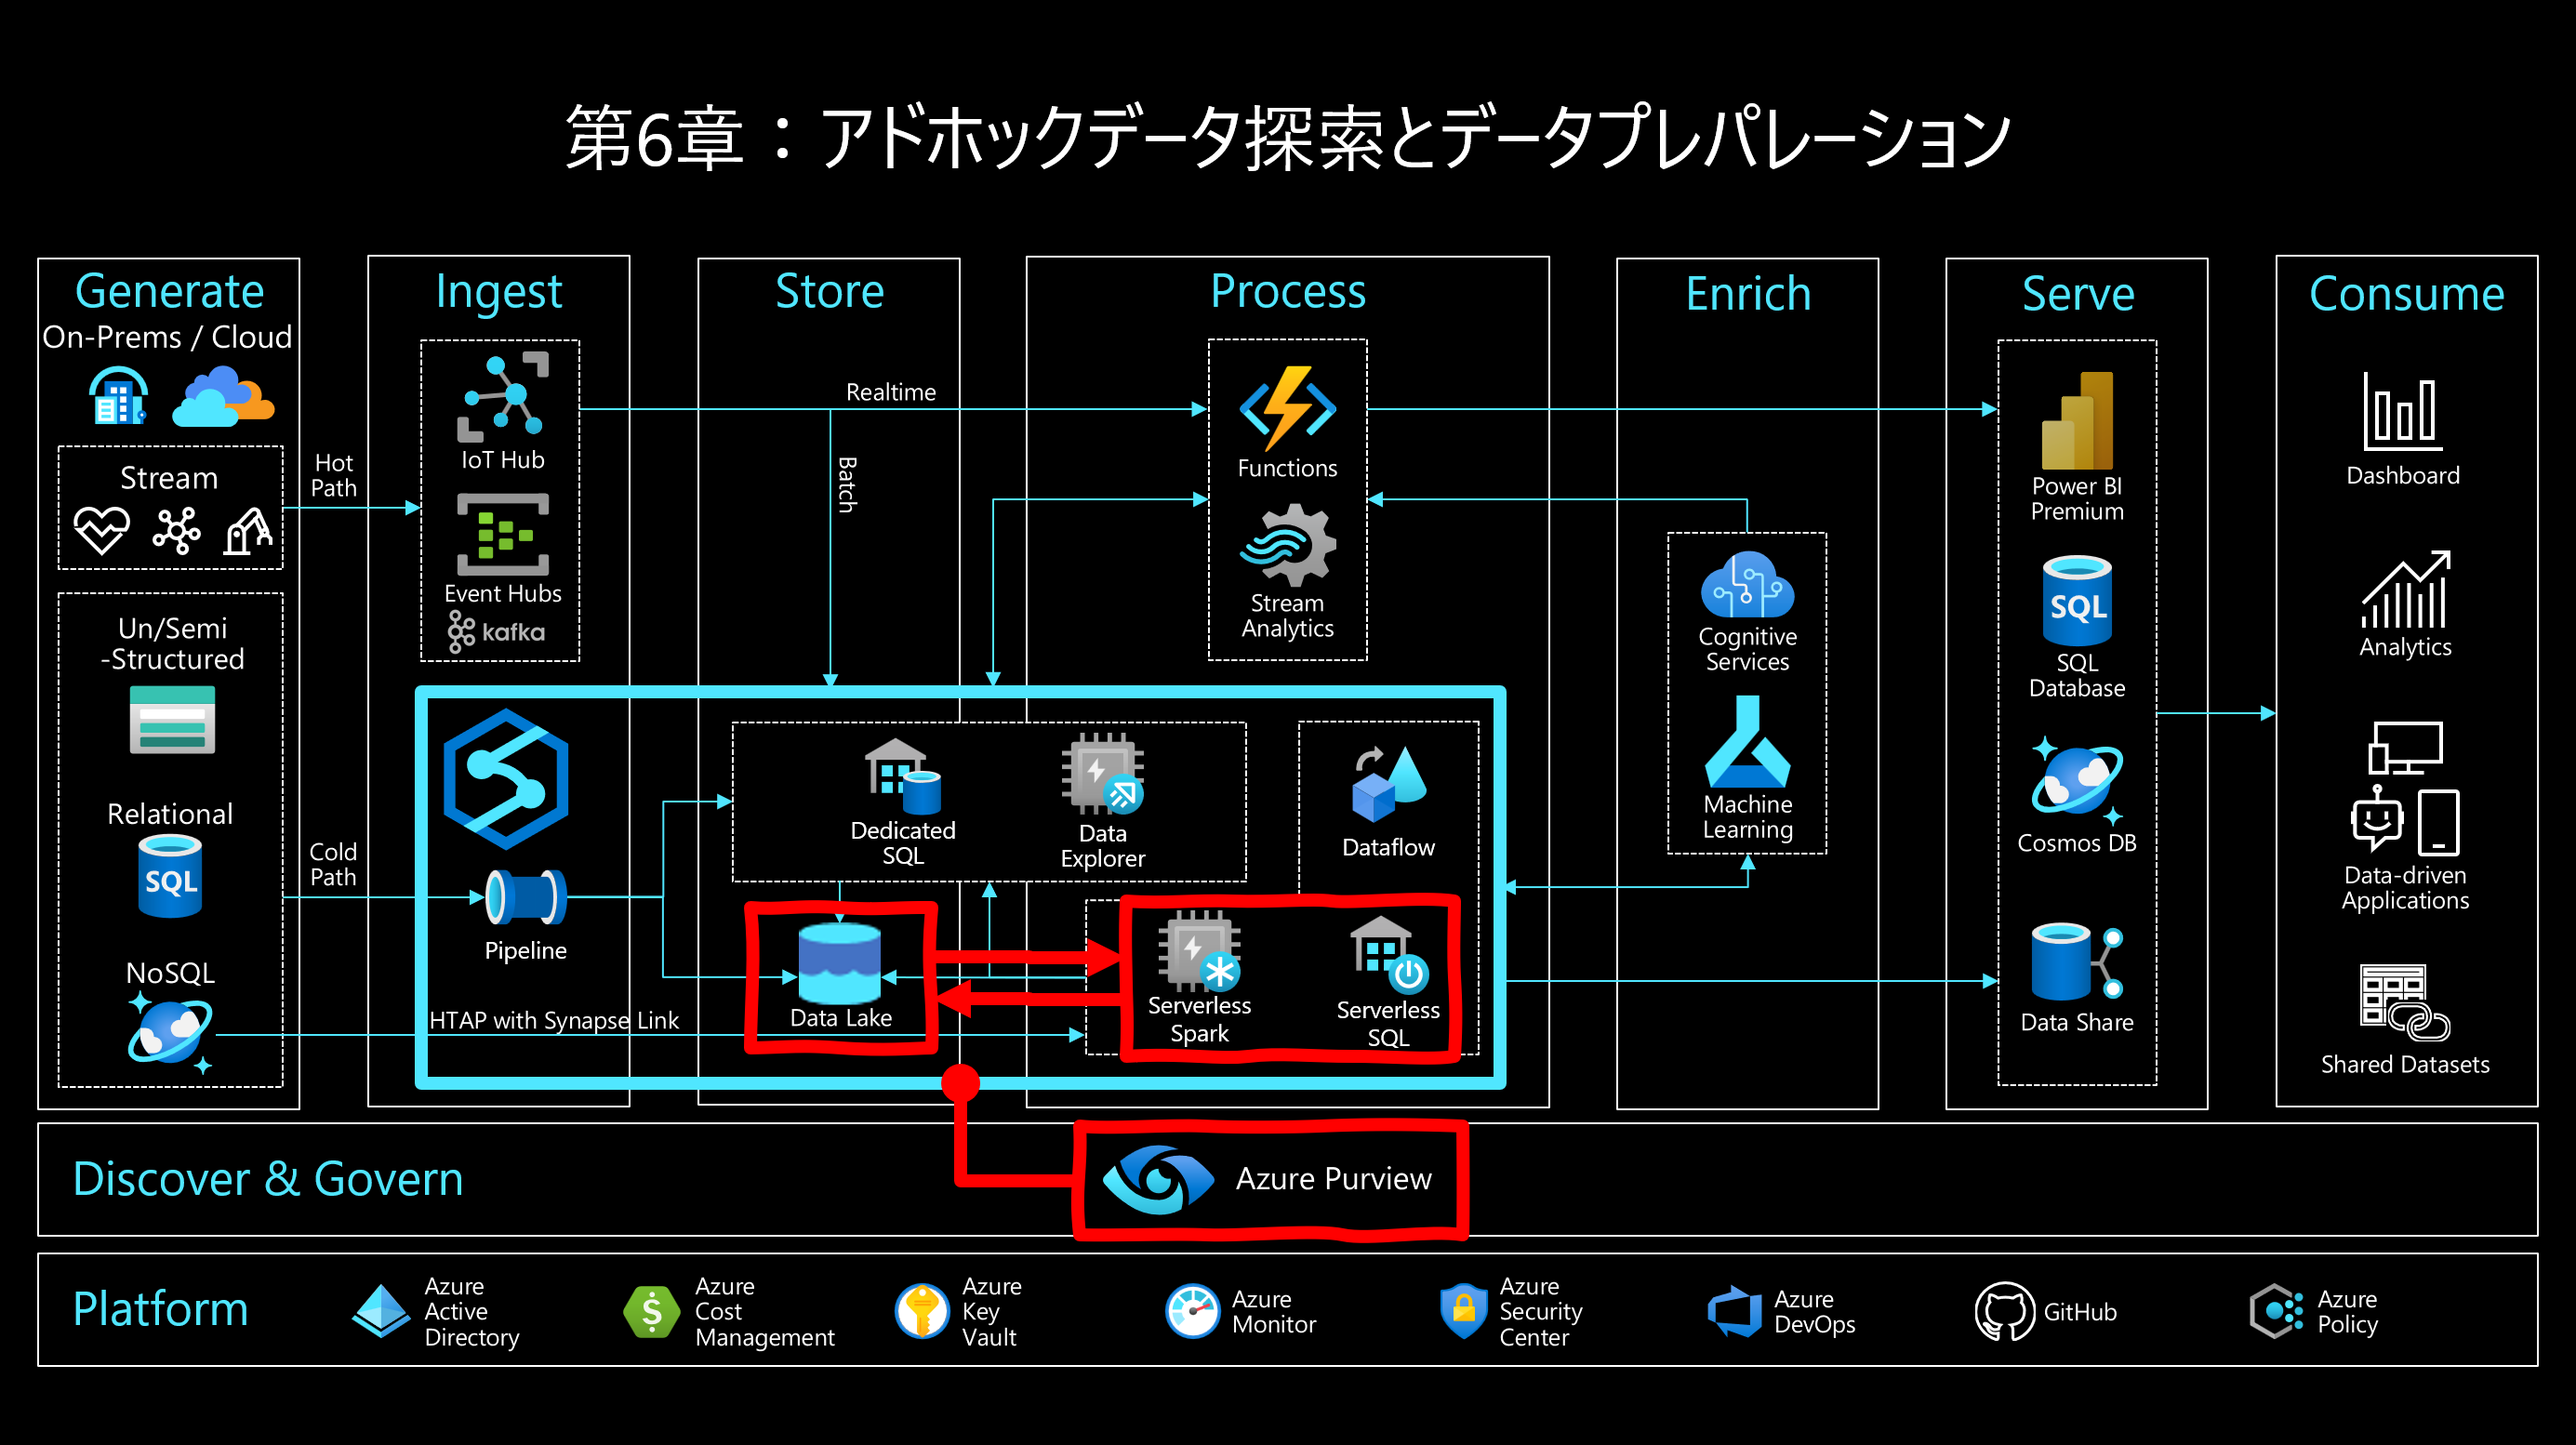 第6章：アドホックデータ探索とデータプレパレーション
Generate
On-Prems / Cloud
Stream
Un/Semi
-Structured
Relational
SQL
NoSQL
Hot
Path
Cold
Path
Ingest
IoT Hub
Event Hubs
kafka
Pipeline
HTAP with Synapse Link
Store
Realtime
Batch
Dedicated
SQL
Data
Explorer
Data Lake
Process
Functions
Stream
Analytics
Dataflow
Serverless
Spark
Serverless
SQL
Enrich
Cognitive
Services
Machine
Learning
Serve
Power BI
Premium
SQL
SQL
Database
Cosmos DB
Data Share
Consume
Dashboard
Analytics
Data-driven
Applications
Shared Datasets
Discover & Govern
Azure Purview
Platform
Azure
Active
Directory
Azure
Cost
Management
Azure
Key
Vault
Azure
Monitor
Azure
Security
Center
Azure
DevOps
GitHub
Azure
Policy